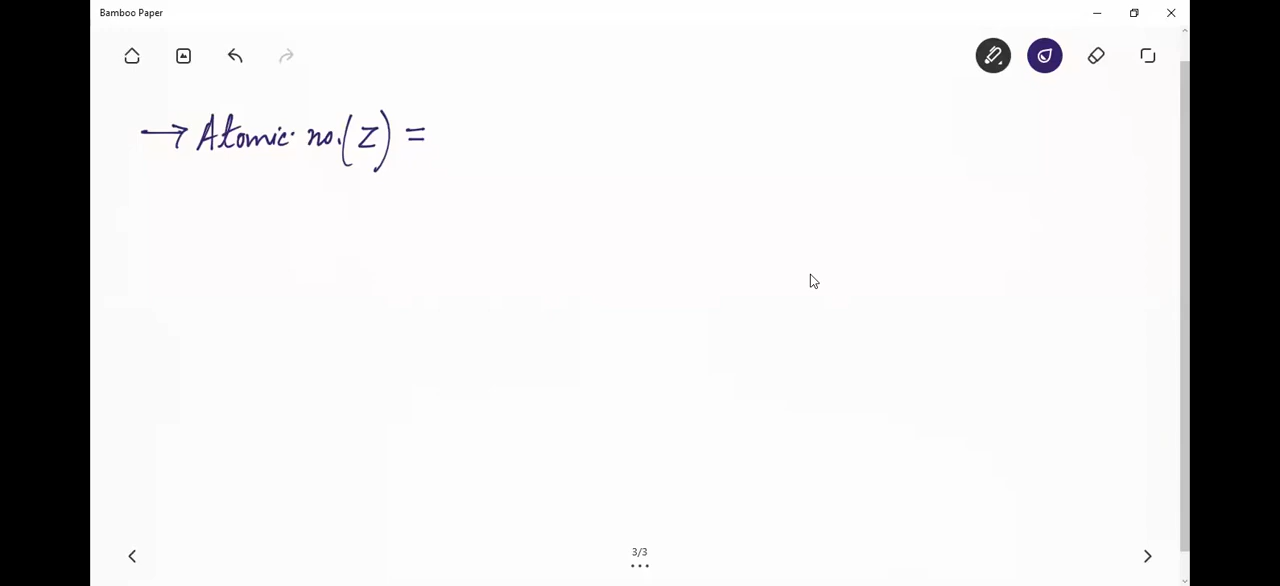 Bamboo Paper
→ Atomic no. (Z) =
3/3